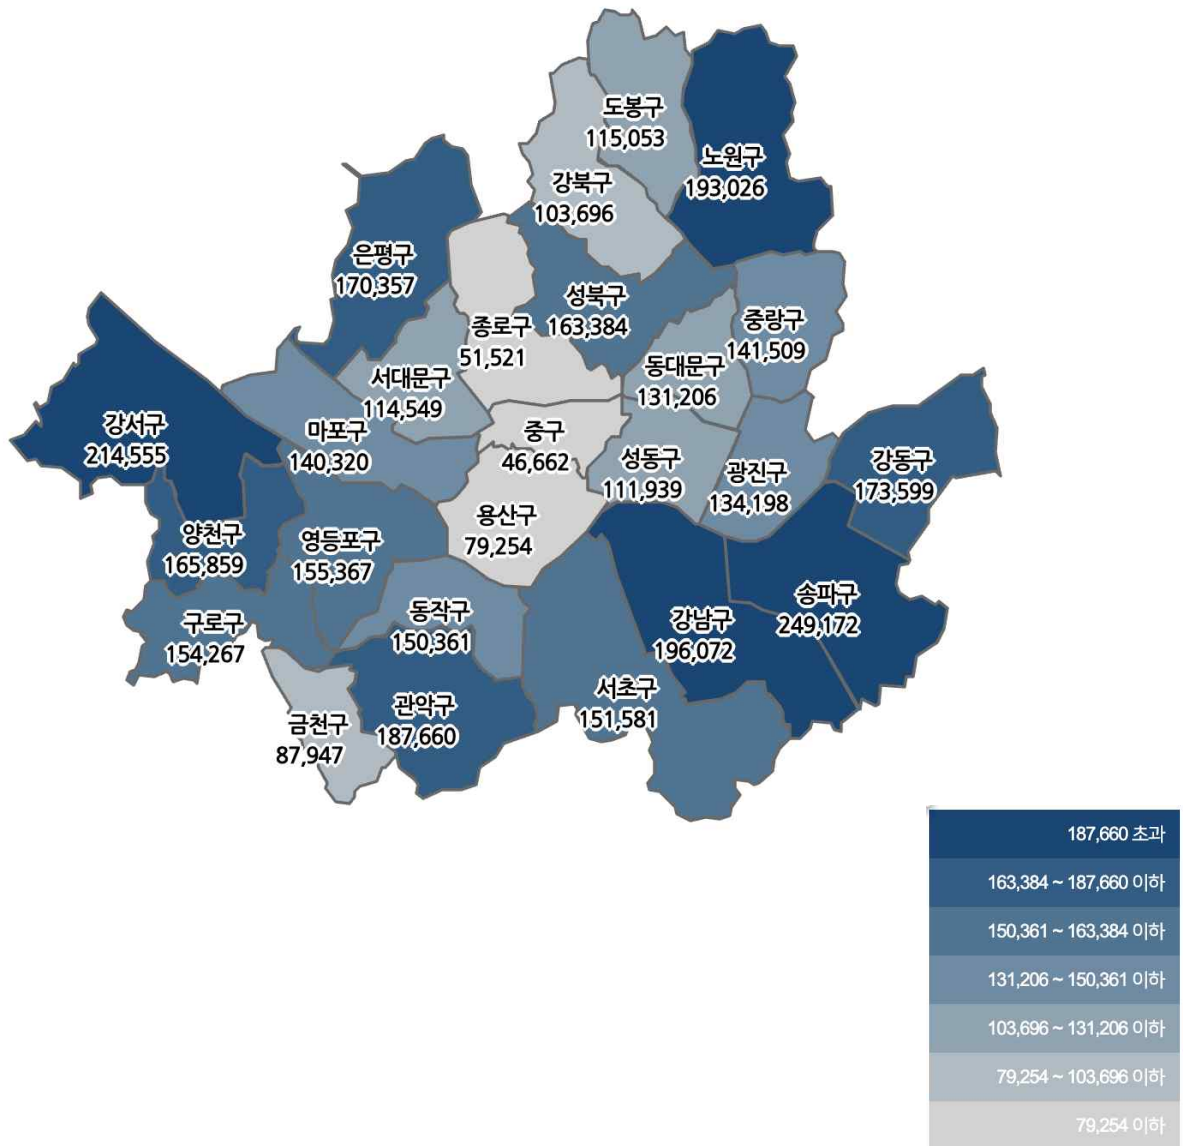 도봉구
115,053
노원구
193,026
강북구
103,696
은평구
170,357
성북구
163,384
종로구
51,521
중랑구
141,509
동대문구
131,206
서대문구
114,549
강서구
214,555
마포구
140,320
중구
46,662
성동구
111,939
광진구
134,198
강동구
173,599
용산구
79,254
양천구
165,859
영등포구
155,367
구로구
154,267
동작구
150,361
강남구
196,072
송파구
249,172
금천구
87,947
관악구
187,660
서초구
151,581
187,660 초과
163,384 ~ 187,660 이하
150,361 ~ 163,384 이하
131,206 ~ 150,361 이하
103,696 ~ 131,206 이하
79,254 ~ 103,696 이하
79,254 이하